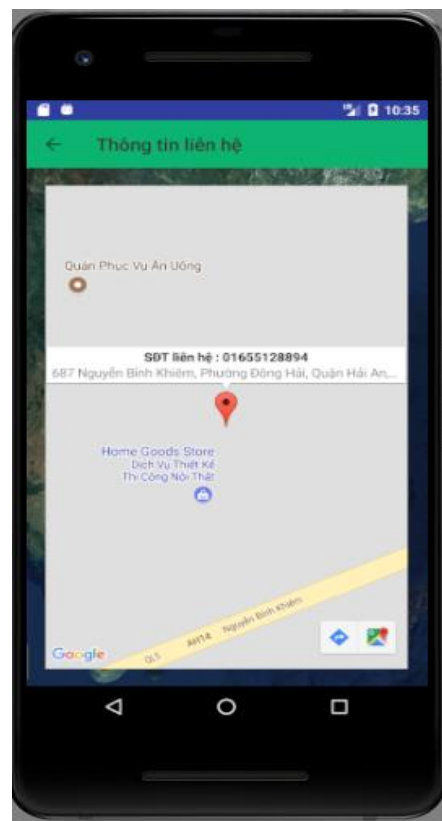 10:35
Thông tin liên hệ
Quán Phục Vụ Ăn Uống
SĐT liên hệ : 01655128894
687 Nguyễn Bỉnh Khiêm, Phường Đông Hải, Quận Hải An,...
Home Goods Store
Dịch Vụ Thiết Kế
Thi Công Nội Thất
QL5 AH14 Nguyễn Bỉnh Khiêm
Google